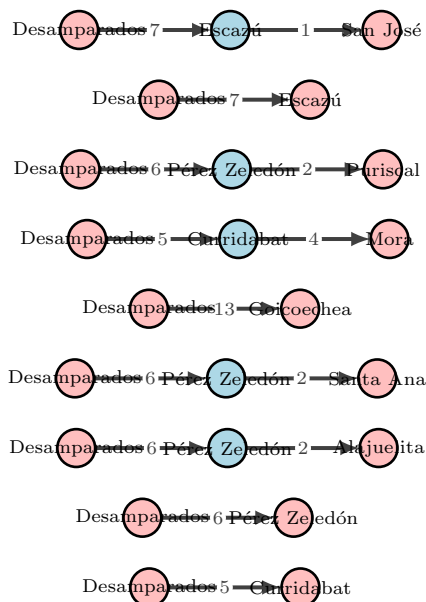 Desamparados 7 Escazú 1 San José
Desamparados 7 Escazú
Desamparados 6 Pérez Zeledón 2 Puriscal
Desamparados 5 Curridabat 4 Mora
Desamparados 13 Goicoechea
Desamparados 6 Pérez Zeledón 2 Santa Ana
Desamparados 6 Pérez Zeledón 2 Alajuelita
Desamparados 6 Pérez Zeledón
Desamparados 5 Curridabat